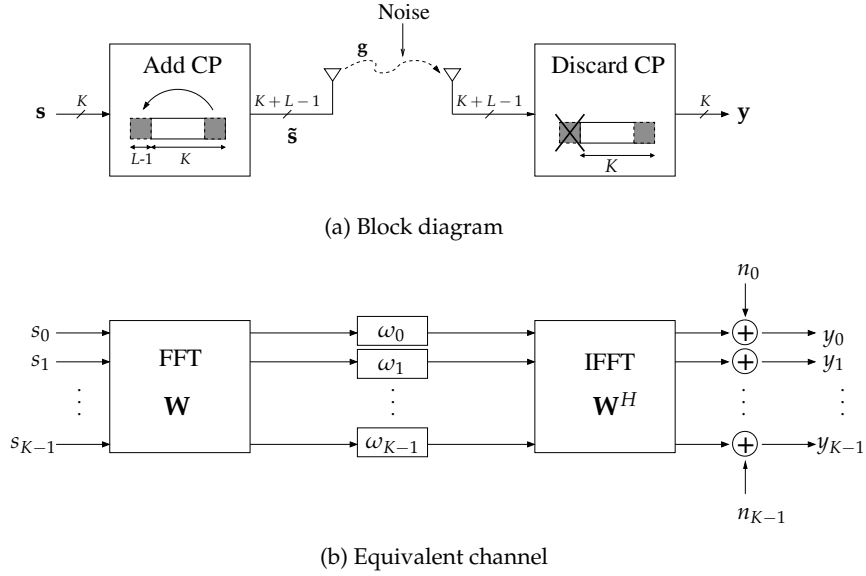 Noise
Add CP
g
Discard CP
s
K
K + L − 1
s̃
K + L − 1
K
y
L-1
K
K
(a) Block diagram
n₀
s₀
s₁
⋮
s_{K−1}
FFT
W
ω₀
ω₁
⋮
ω_{K−1}
IFFT
W^H
+
+
⋮
+
y₀
y₁
⋮
y_{K−1}
n_{K−1}
(b) Equivalent channel